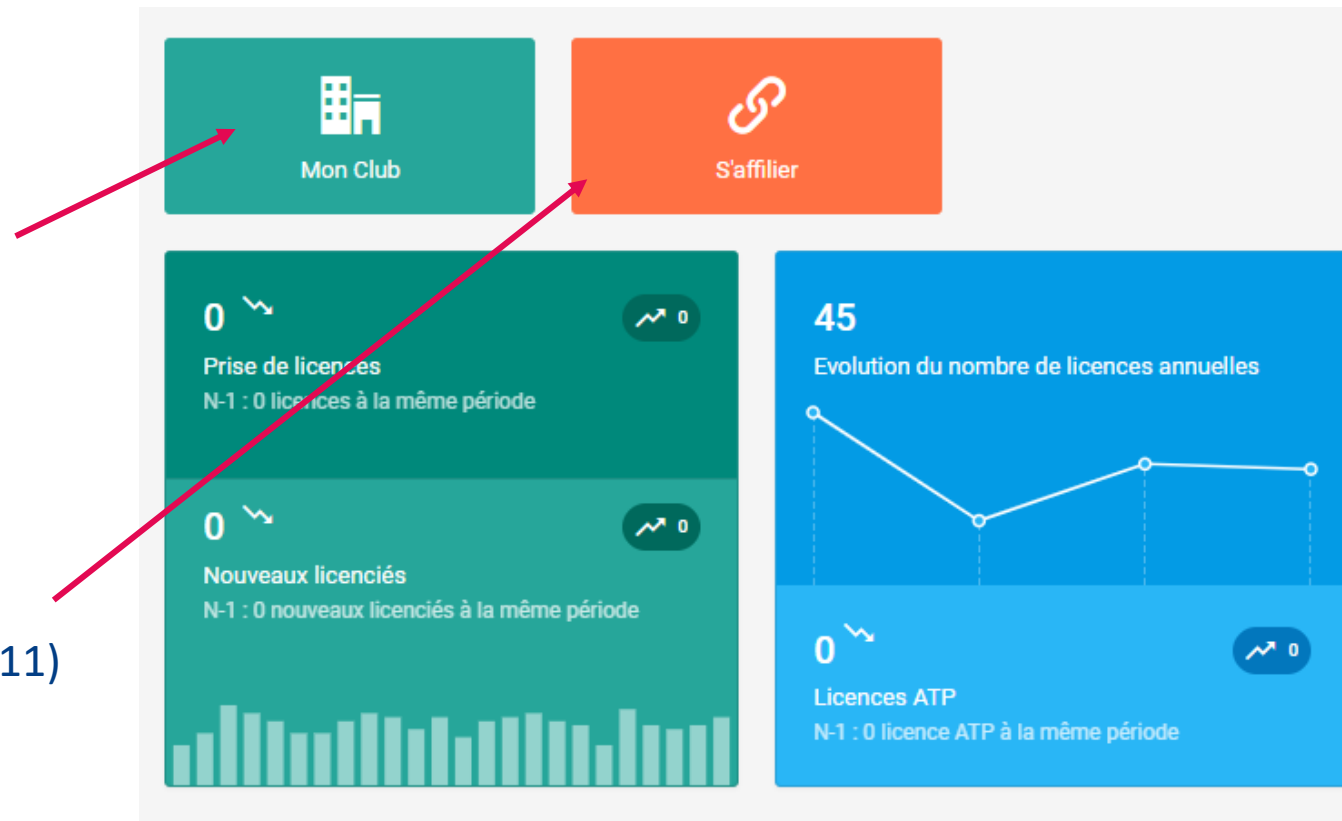 Mon Club
S'affilier
0
0
Prise de licences
N-1 : 0 licences à la même période
0
0
Nouveaux licenciés
N-1 : 0 nouveaux licenciés à la même période
45
Evolution du nombre de licences annuelles
0
0
Licences ATP
N-1 : 0 licence ATP à la même période
11)